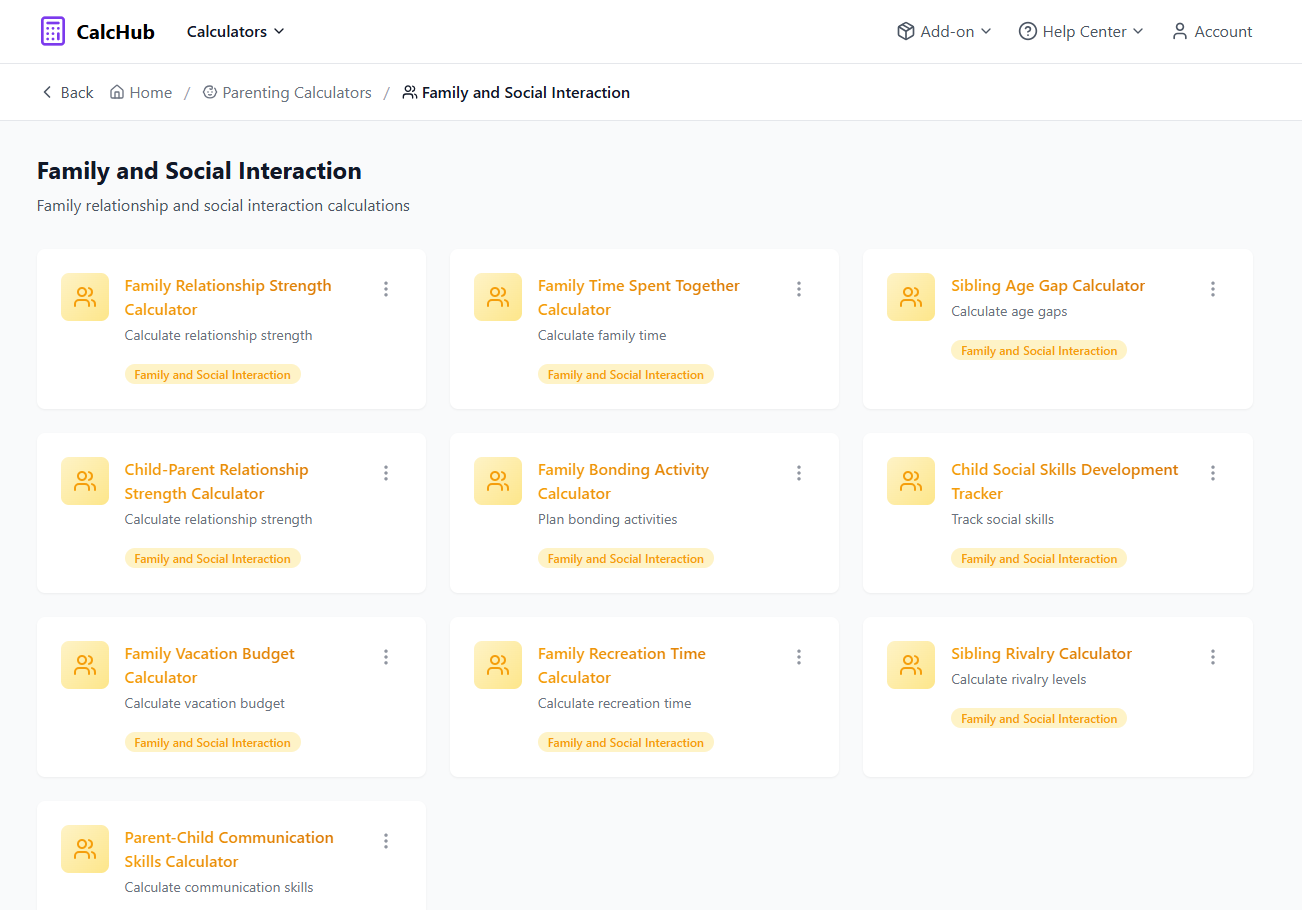 CalcHub
Calculators
Add-on
Help Center
Account
Back
Home
/
Parenting Calculators
/
Family and Social Interaction
Family and Social Interaction
Family relationship and social interaction calculations
Family Relationship Strength
Calculator
Calculate relationship strength
Family and Social Interaction
Family Time Spent Together
Calculator
Calculate family time
Family and Social Interaction
Sibling Age Gap Calculator
Calculate age gaps
Family and Social Interaction
Child-Parent Relationship
Strength Calculator
Calculate relationship strength
Family and Social Interaction
Family Bonding Activity
Calculator
Plan bonding activities
Family and Social Interaction
Child Social Skills Development
Tracker
Track social skills
Family and Social Interaction
Family Vacation Budget
Calculator
Calculate vacation budget
Family and Social Interaction
Family Recreation Time
Calculator
Calculate recreation time
Family and Social Interaction
Sibling Rivalry Calculator
Calculate rivalry levels
Family and Social Interaction
Parent-Child Communication
Skills Calculator
Calculate communication skills